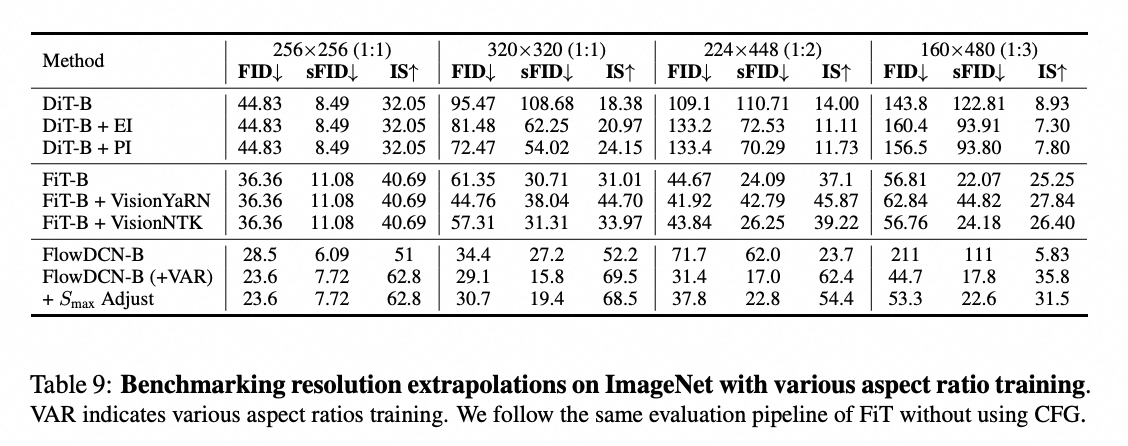 Method 256×256 (1:1) 320×320 (1:1) 224×448 (1:2) 160×480 (1:3)
FID↓ sFID↓ IS↑ FID↓ sFID↓ IS↑ FID↓ sFID↓ IS↑ FID↓ sFID↓ IS↑
DiT-B 44.83 8.49 32.05 95.47 108.68 18.38 109.1 110.71 14.00 143.8 122.81 8.93
DiT-B + EI 44.83 8.49 32.05 81.48 62.25 20.97 133.2 72.53 11.11 160.4 93.91 7.30
DiT-B + PI 44.83 8.49 32.05 72.47 54.02 24.15 133.4 70.29 11.73 156.5 93.80 7.80
FiT-B 36.36 11.08 40.69 61.35 30.71 31.01 44.67 24.09 37.1 56.81 22.07 25.25
FiT-B + VisionYaRN 36.36 11.08 40.69 44.76 38.04 44.70 41.92 42.79 45.87 62.84 44.82 27.84
FiT-B + VisionNTK 36.36 11.08 40.69 57.31 31.31 33.97 43.84 26.25 39.22 56.76 24.18 26.40
FlowDCN-B 28.5 6.09 51 34.4 27.2 52.2 71.7 62.0 23.7 211 111 5.83
FlowDCN-B (+VAR) 23.6 7.72 62.8 29.1 15.8 69.5 31.4 17.0 62.4 44.7 17.8 35.8
+ Smax Adjust 23.6 7.72 62.8 30.7 19.4 68.5 37.8 22.8 54.4 53.3 22.6 31.5
Table 9: Benchmarking resolution extrapolations on ImageNet with various aspect ratio training.
VAR indicates various aspect ratios training. We follow the same evaluation pipeline of FiT without using CFG.